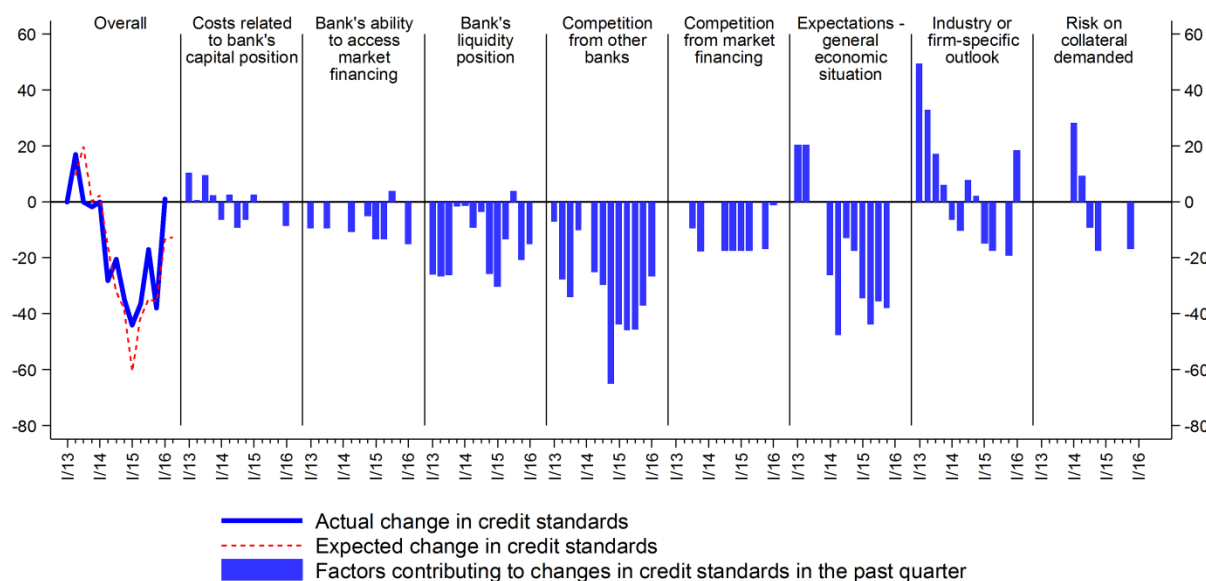 Overall
Costs related
to bank's
capital position
Bank's ability
to access
market
financing
Bank's
liquidity
position
Competition
from other
banks
Competition
from market
financing
Expectations -
general
economic
situation
Industry or
firm-specific
outlook
Risk on
collateral
demanded
60
40
20
0
-20
-40
-60
-80
60
40
20
0
-20
-40
-60
-80
I/13
I/14
I/15
I/16
I/13
I/14
I/15
I/16
I/13
I/14
I/15
I/16
I/13
I/14
I/15
I/16
I/13
I/14
I/15
I/16
I/13
I/14
I/15
I/16
I/13
I/14
I/15
I/16
I/13
I/14
I/15
I/16
I/13
I/14
I/15
I/16
Actual change in credit standards
Expected change in credit standards
Factors contributing to changes in credit standards in the past quarter